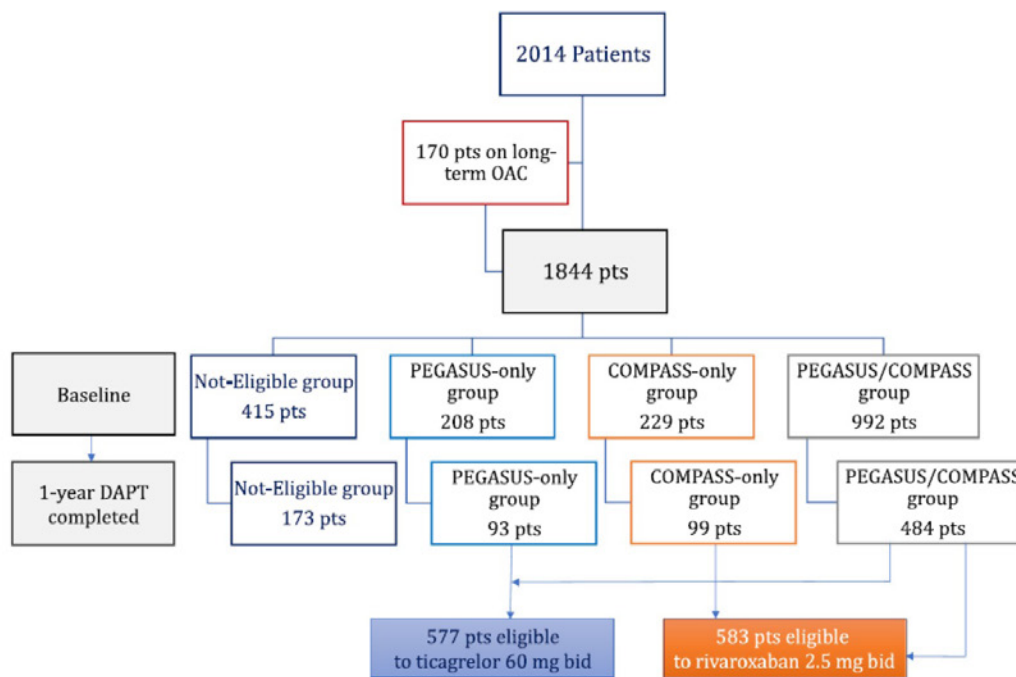 2014 Patients
170 pts on long-
term OAC
1844 pts
Baseline
Not-Eligible group
415 pts
PEGASUS-only
group
208 pts
COMPASS-only
group
229 pts
PEGASUS/COMPASS
group
992 pts
1-year DAPT
completed
Not-Eligible group
173 pts
PEGASUS-only
group
93 pts
COMPASS-only
group
99 pts
PEGASUS/COMPASS
group
484 pts
577 pts eligible
to ticagrelor 60 mg bid
583 pts eligible
to rivaroxaban 2.5 mg bid